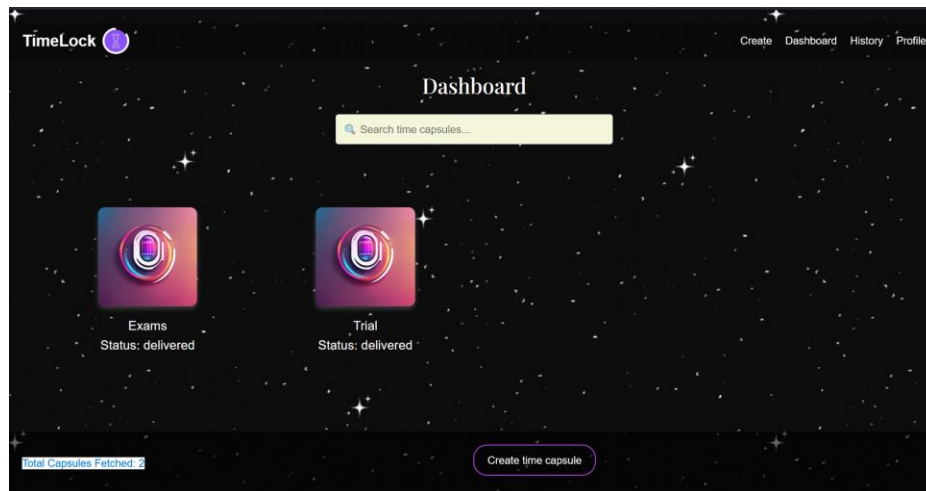 TimeLock
Create Dashboard History Profile
Dashboard
🔍 Search time capsules...
Exams
Status: delivered
Trial
Status: delivered
Total Capsules Fetched: 2
Create time capsule